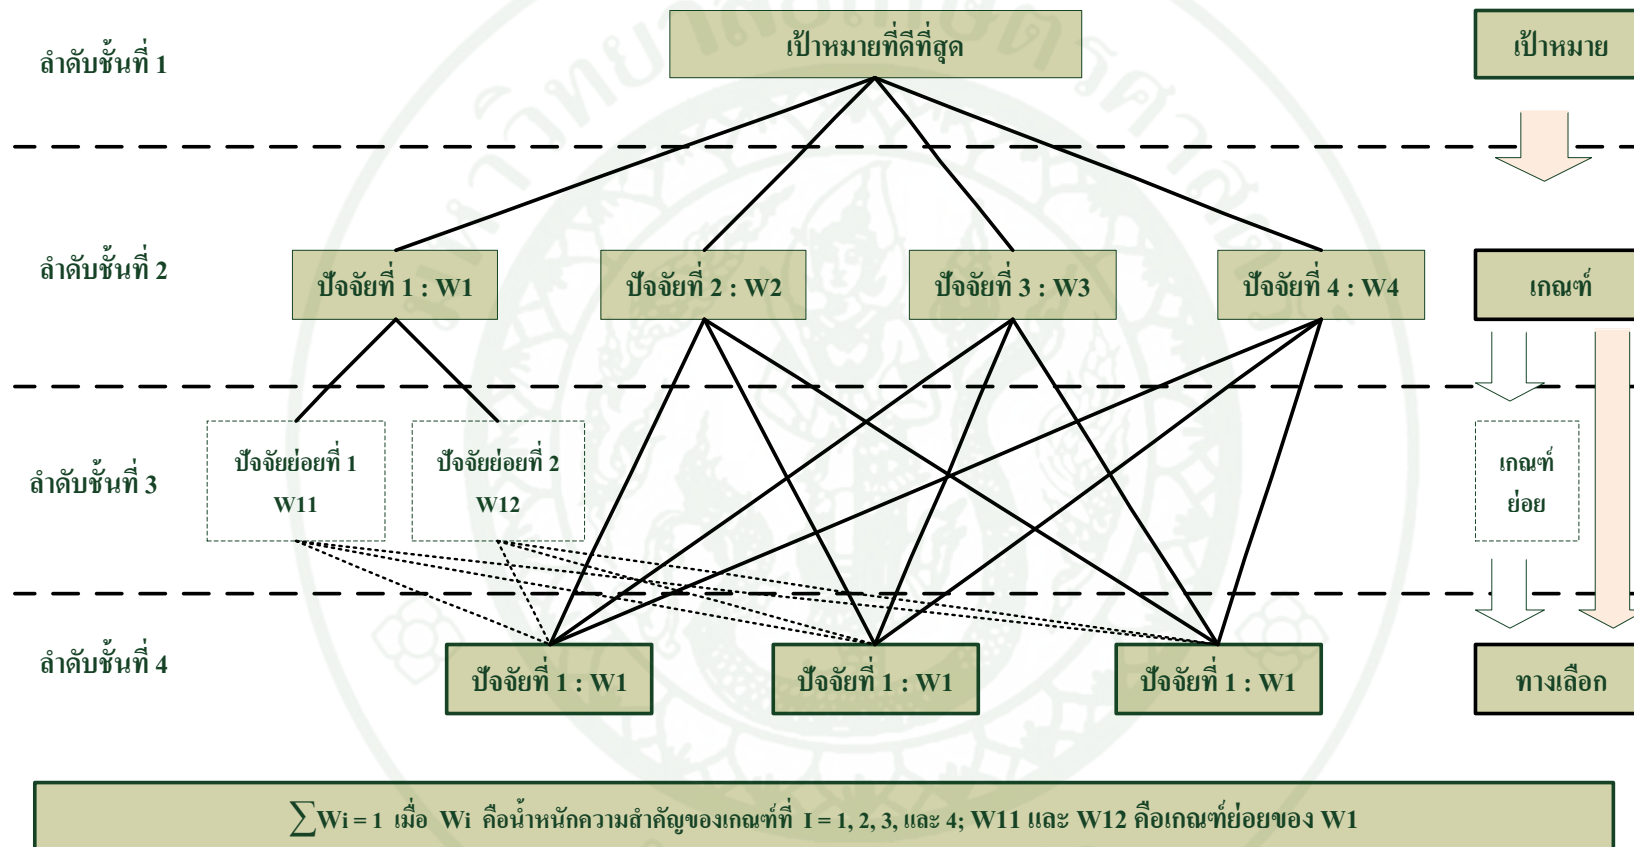 ลำดับชั้นที่ 1
เป้าหมายที่ดีที่สุด
เป้าหมาย
ลำดับชั้นที่ 2
ปัจจัยที่ 1 : W1
ปัจจัยที่ 2 : W2
ปัจจัยที่ 3 : W3
ปัจจัยที่ 4 : W4
เกณฑ์
ลำดับชั้นที่ 3
ปัจจัยย่อยที่ 1
W11
ปัจจัยย่อยที่ 2
W12
เกณฑ์
ย่อย
ลำดับชั้นที่ 4
ปัจจัยที่ 1 : W1
ปัจจัยที่ 1 : W1
ปัจจัยที่ 1 : W1
ทางเลือก
∑Wi = 1 เมื่อ Wi คือน้ำหนักความสำคัญของเกณฑ์ที่ I = 1, 2, 3, และ 4; W11 และ W12 คือเกณฑ์ย่อยของ W1